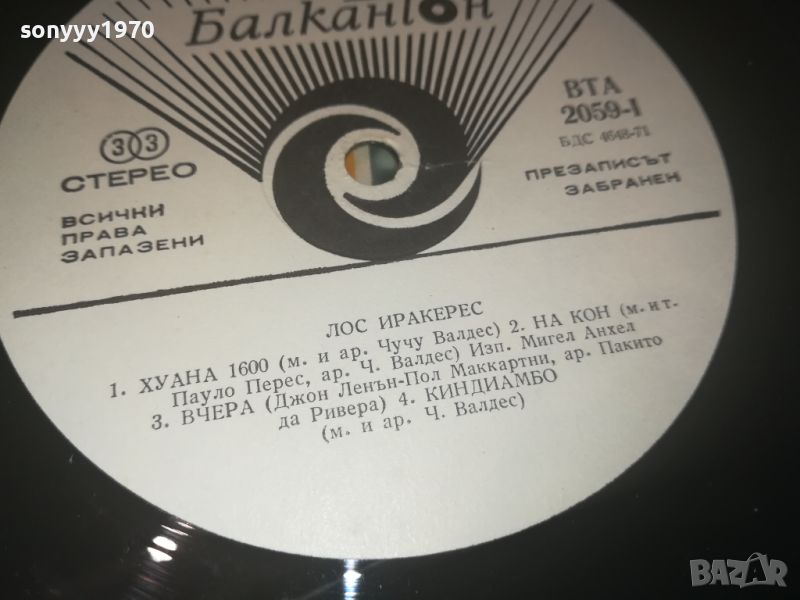 sonyyy1970
Балкантон
ВТА
2059-I
БДС 4648-71
33
СТЕРЕО
ПРЕЗАПИСЪТ
ЗАБРАНЕН
ВСИЧКИ
ПРАВА
ЗАПАЗЕНИ
ЛОС ИРАКЕРЕС
1. ХУАНА 1600 (м. и ар. Чучу Валдес) 2. НА КОН (м. и т.
Пауло Перес, ар. Ч. Валдес) Изп. Мигел Анхел
3. ВЧЕРА (Джон Ленън-Пол Маккартни, ар. Пакито
да Ривера) 4. КИНДИАМБО
(м. и ар. Ч. Валдес)
BAZAR